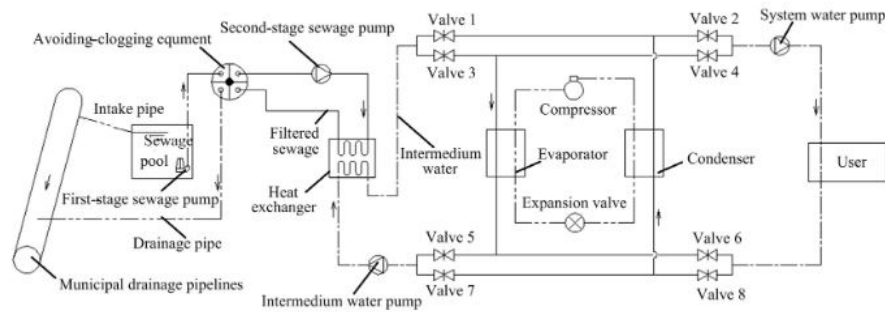 Second-stage sewage pump
Valve 1
Valve 2
System water pump
Avoiding-clogging equment
Valve 3
Valve 4
Intake pipe
Compressor
Sewage
pool
Filtered
sewage
Intermedium
water
Evaporator
Condenser
User
First-stage sewage pump
Heat
exchanger
Expansion valve
Drainage pipe
Valve 5
Valve 6
Municipal drainage pipelines
Intermedium water pump
Valve 7
Valve 8